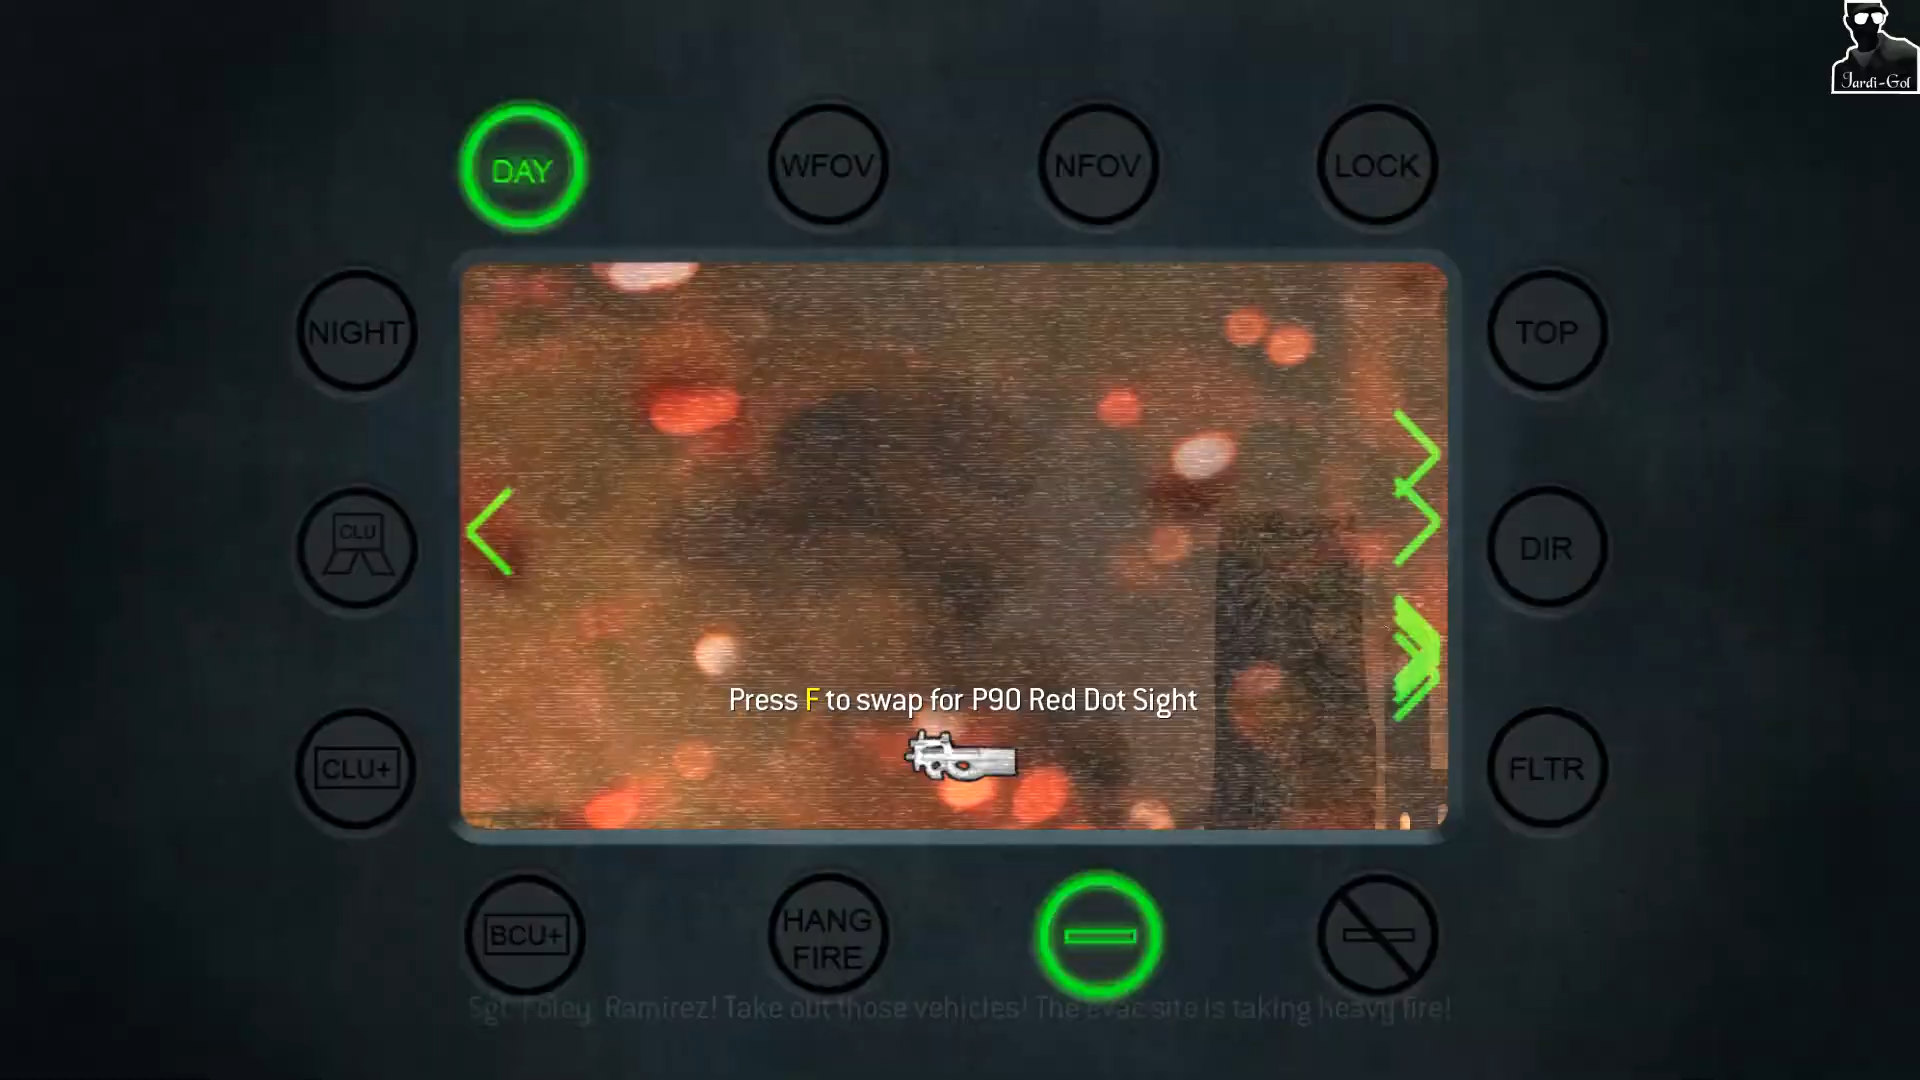 Jardi-Gol
DAY
WFOV
NFOV
LOCK
NIGHT
TOP
CLU
DIR
Press F to swap for P90 Red Dot Sight
CLU+
FLTR
BCU+
HANG
FIRE
Sgt. Foley: Ramirez! Take out those vehicles! The evac site is taking heavy fire!